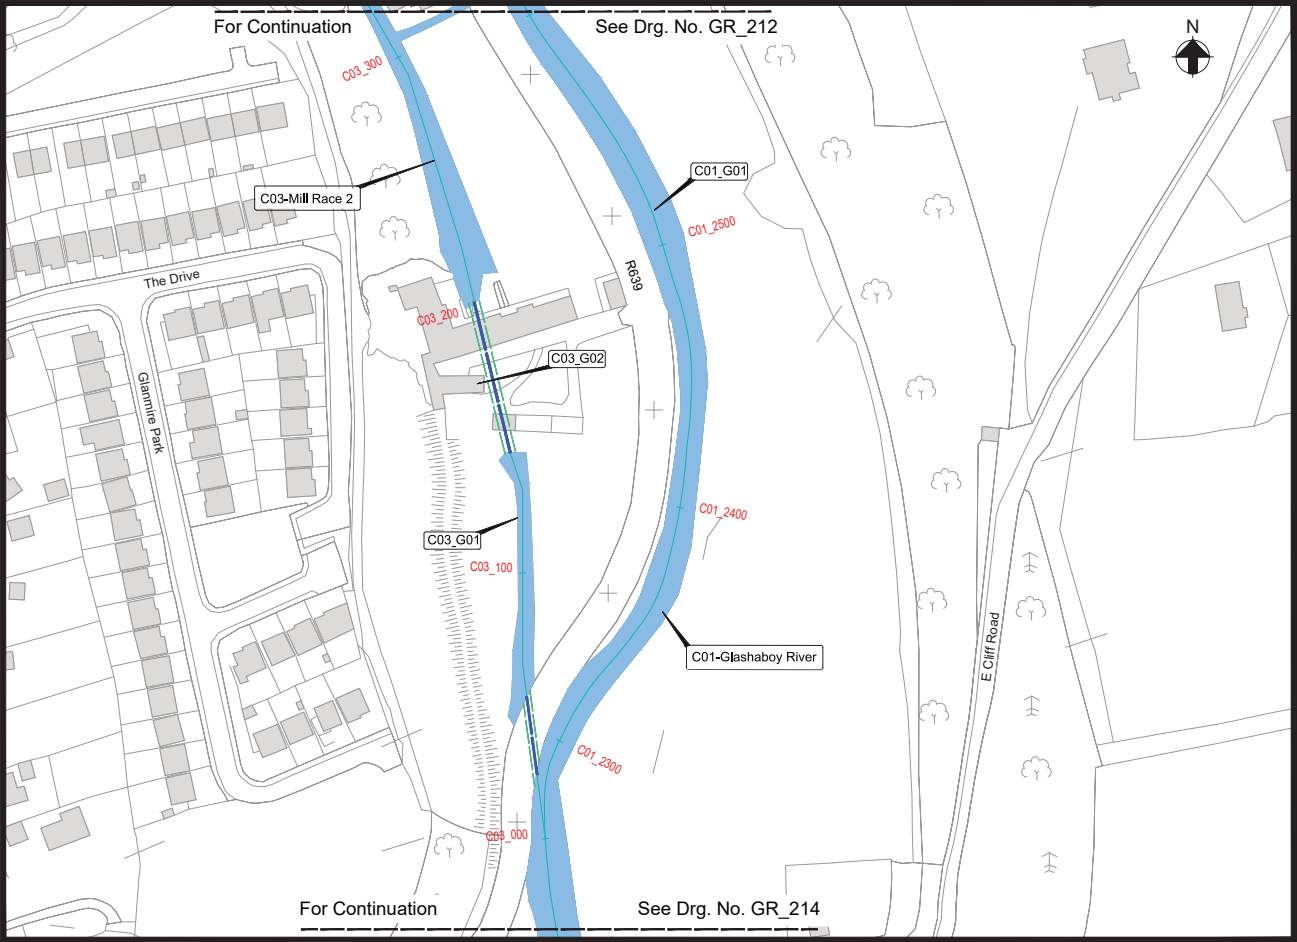 For Continuation
See Drg. No. GR_212
N
C03_300
C01_G01
C03-Mill Race 2
C01_2500
The Drive
R639
C03_200
C03_G02
Glanmire Park
C01_2400
C03_G01
C03_100
E Cliff Road
C01-Glashaboy River
C01_2300
C03_000
For Continuation
See Drg. No. GR_214